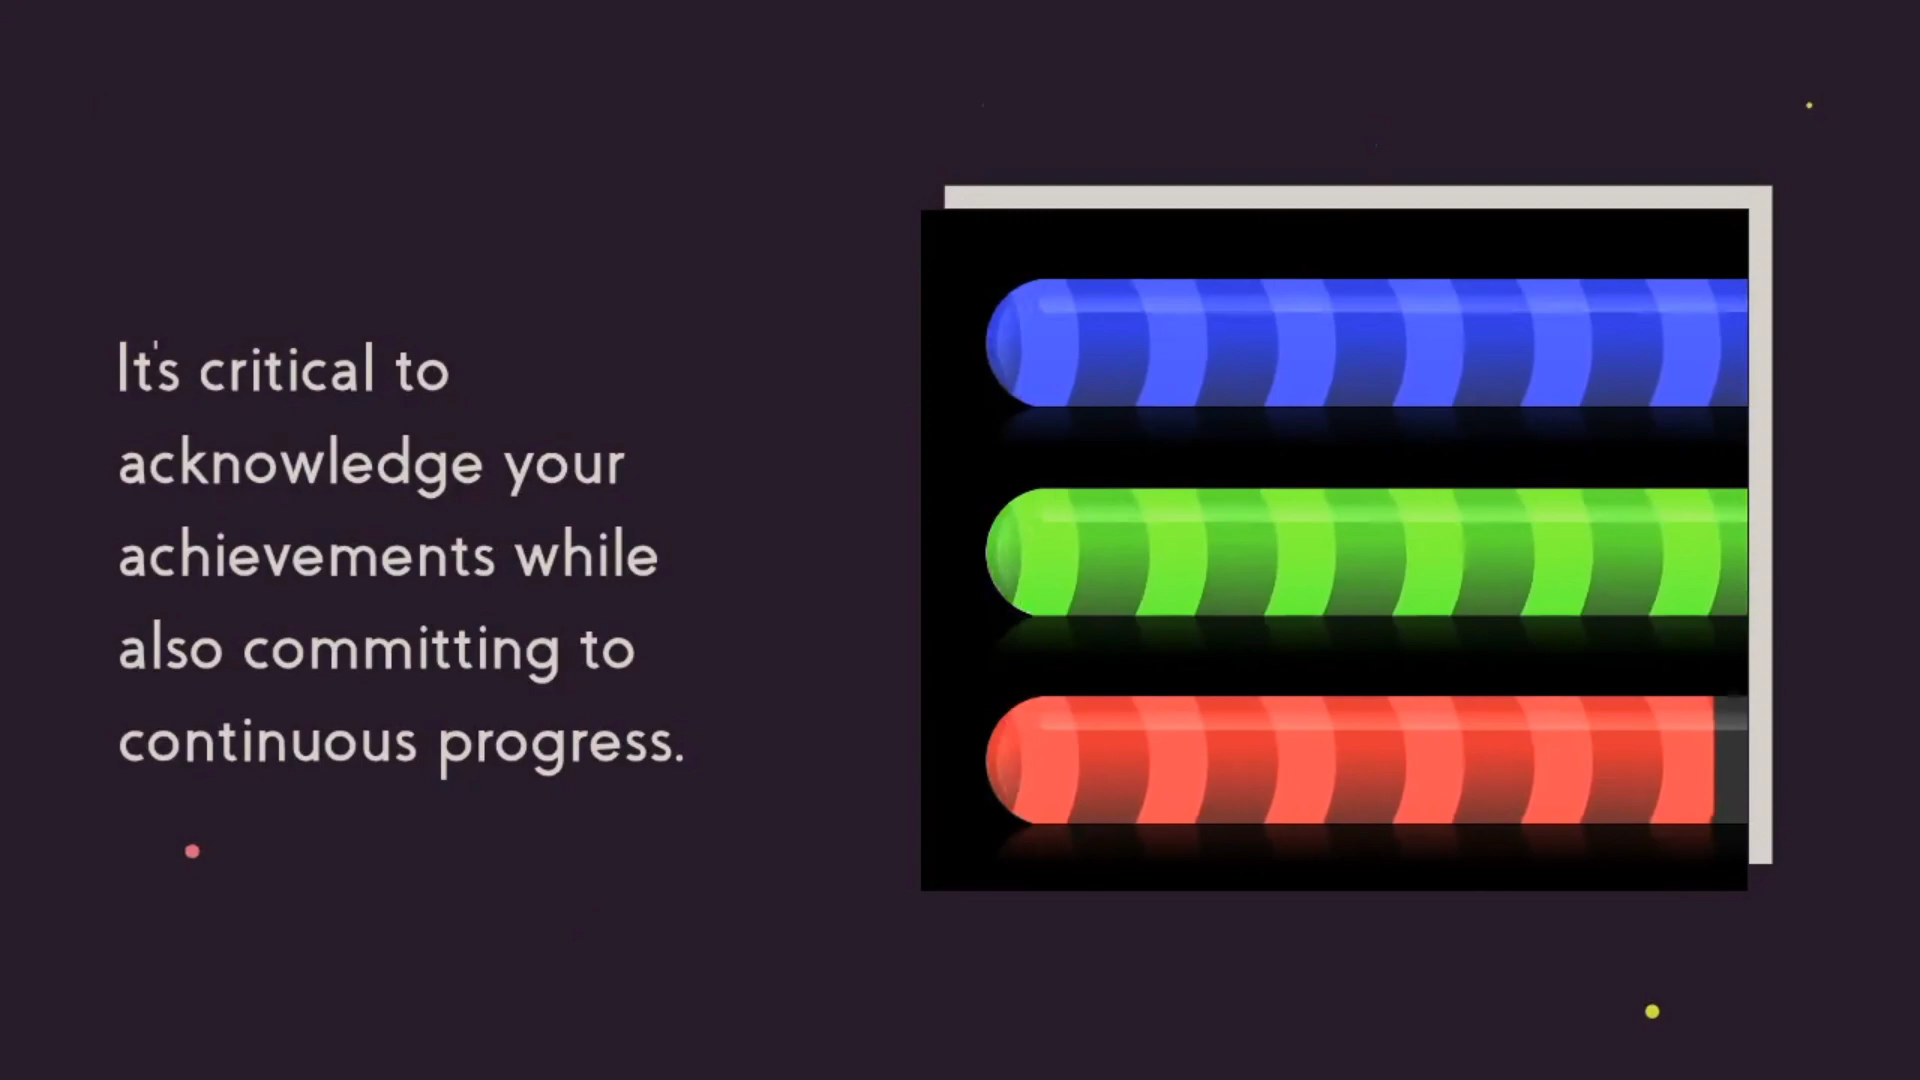 It's critical to
acknowledge your
achievements while
also committing to
continuous progress.